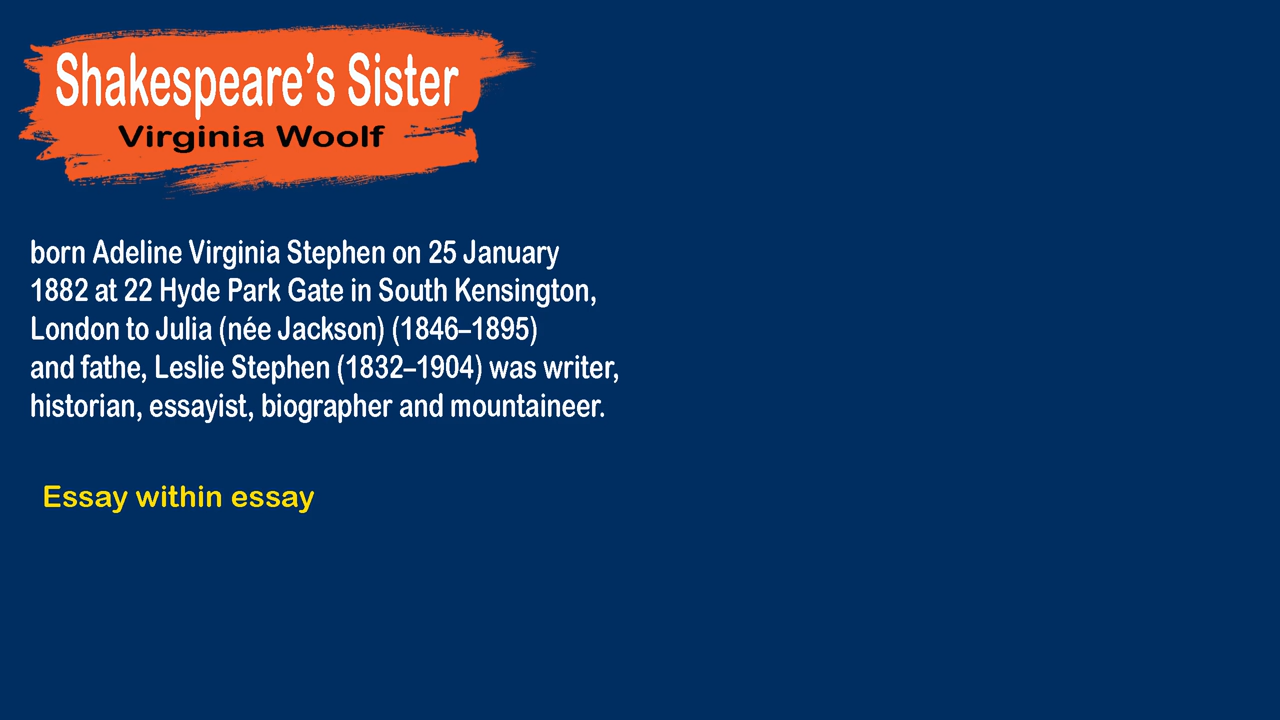 Shakespeare’s Sister
Virginia Woolf
born Adeline Virginia Stephen on 25 January
1882 at 22 Hyde Park Gate in South Kensington,
London to Julia (née Jackson) (1846–1895)
and fathe, Leslie Stephen (1832–1904) was writer,
historian, essayist, biographer and mountaineer.
Essay within essay